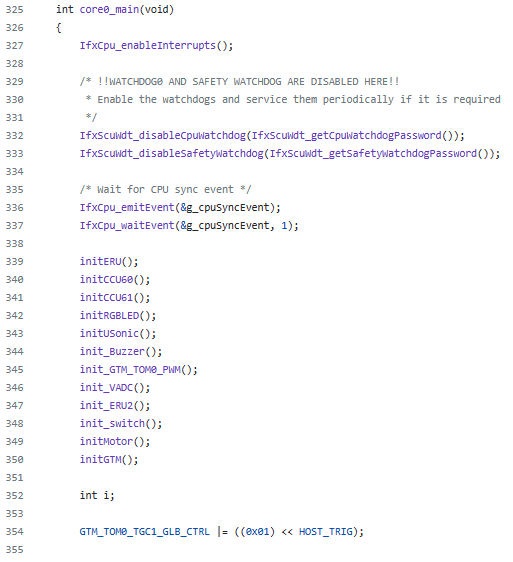 325 int core0_main(void)
326 {
327 IfxCpu_enableInterrupts();
328
329 /* !!WATCHDOG0 AND SAFETY WATCHDOG ARE DISABLED HERE!!
330 * Enable the watchdogs and service them periodically if it is required
331 */
332 IfxScuWdt_disableCpuWatchdog(IfxScuWdt_getCpuWatchdogPassword());
333 IfxScuWdt_disableSafetyWatchdog(IfxScuWdt_getSafetyWatchdogPassword());
334
335 /* Wait for CPU sync event */
336 IfxCpu_emitEvent(&g_cpuSyncEvent);
337 IfxCpu_waitEvent(&g_cpuSyncEvent, 1);
338
339 initERU();
340 initCCU60();
341 initCCU61();
342 initRGBLED();
343 initUSonic();
344 init_Buzzer();
345 init_GTM_TOM0_PWM();
346 init_VADC();
347 init_ERU2();
348 init_switch();
349 initMotor();
350 initGTM();
351
352 int i;
353
354 GTM_TOM0_TGC1_GLB_CTRL |= ((0x01) << HOST_TRIG);
355